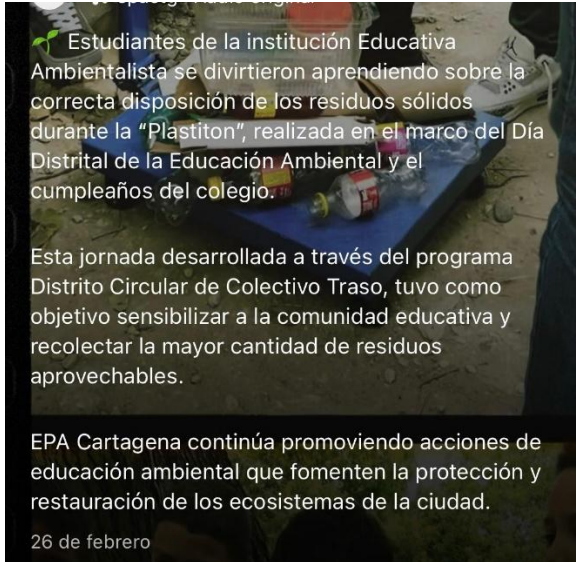 🌱 Estudiantes de la institución Educativa
Ambientalista se divirtieron aprendiendo sobre la
correcta disposición de los residuos sólidos
durante la “Plastiton”, realizada en el marco del Día
Distrital de la Educación Ambiental y el
cumpleaños del colegio.
Esta jornada desarrollada a través del programa
Distrito Circular de Colectivo Traso, tuvo como
objetivo sensibilizar a la comunidad educativa y
recolectar la mayor cantidad de residuos
aprovechables.
EPA Cartagena continúa promoviendo acciones de
educación ambiental que fomenten la protección y
restauración de los ecosistemas de la ciudad.
26 de febrero